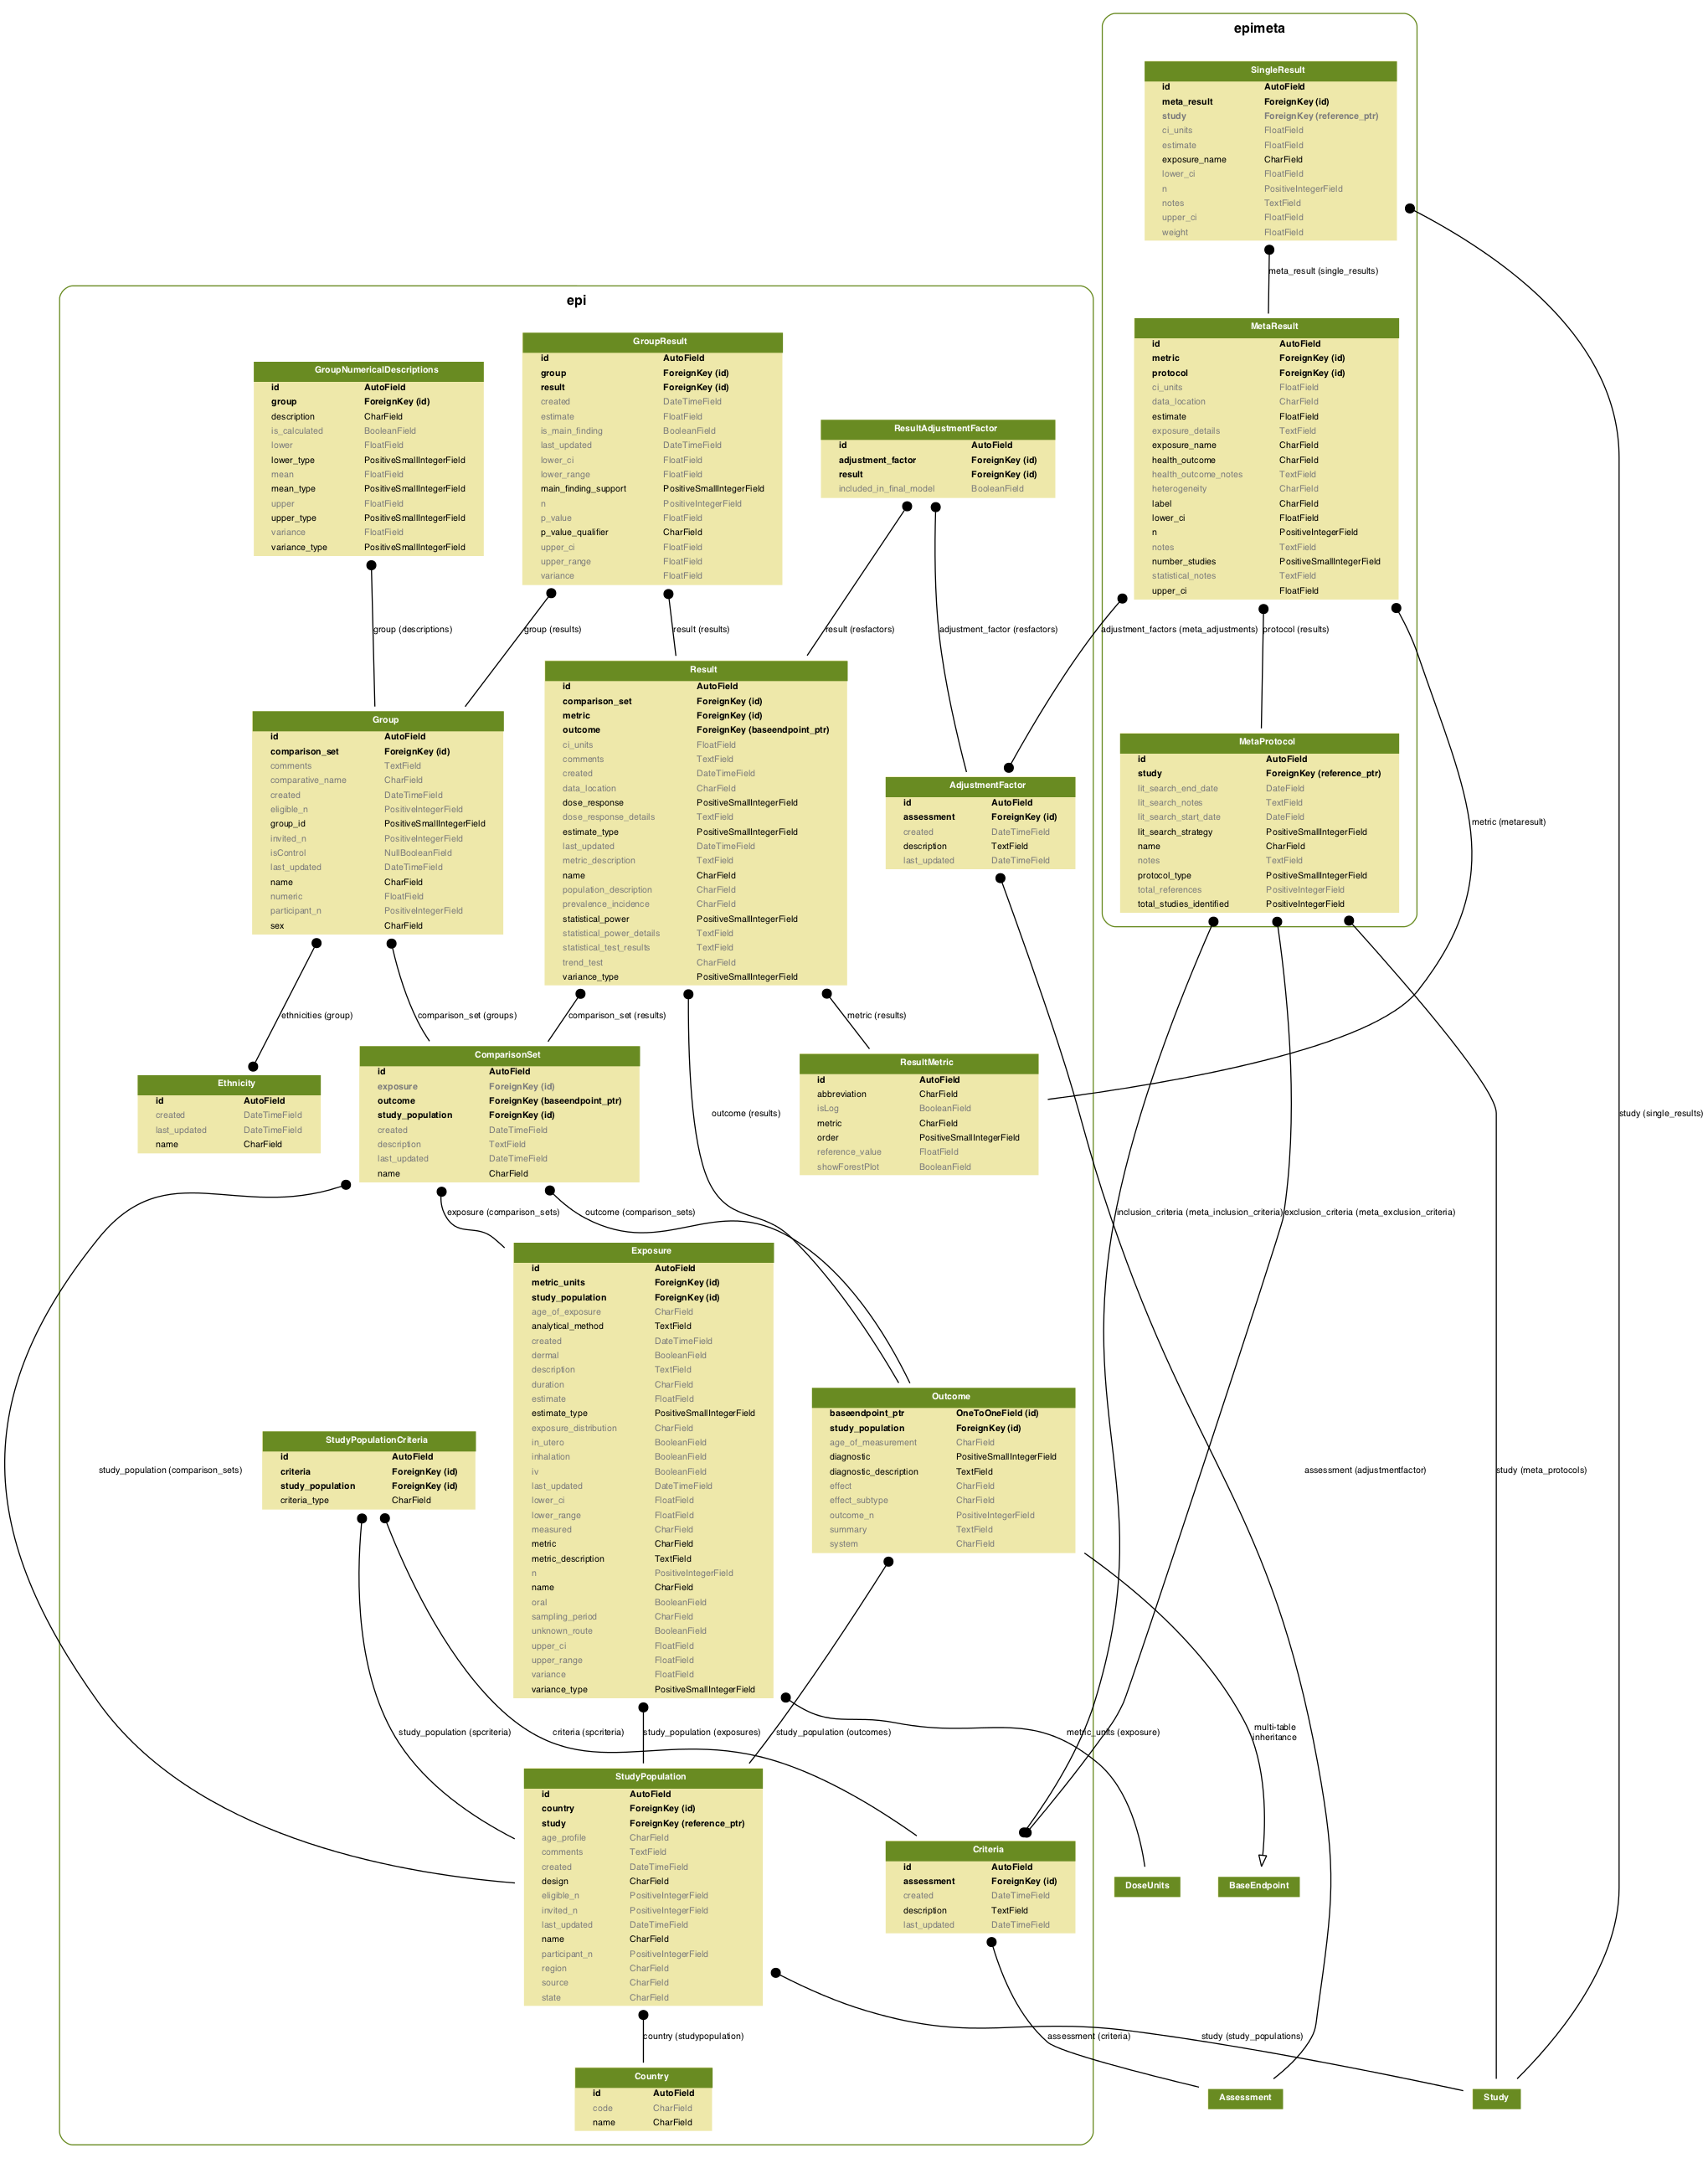 epimeta
SingleResult
id AutoField
meta_result ForeignKey (id)
study ForeignKey (reference_ptr)
ci_units FloatField
estimate FloatField
exposure_name CharField
lower_ci FloatField
n PositiveIntegerField
notes TextField
upper_ci FloatField
weight FloatField
meta_result (single_results)
MetaResult
id AutoField
metric ForeignKey (id)
protocol ForeignKey (id)
ci_units FloatField
data_location CharField
estimate FloatField
exposure_details TextField
exposure_name CharField
health_outcome CharField
health_outcome_notes TextField
heterogeneity CharField
label CharField
lower_ci FloatField
n PositiveIntegerField
notes TextField
number_studies PositiveSmallIntegerField
statistical_notes TextField
upper_ci FloatField
adjustment_factors (meta_adjustments)
protocol (results)
MetaProtocol
id AutoField
study ForeignKey (reference_ptr)
lit_search_end_date DateField
lit_search_notes TextField
lit_search_start_date DateField
lit_search_strategy PositiveSmallIntegerField
name CharField
notes TextField
protocol_type PositiveSmallIntegerField
total_references PositiveIntegerField
total_studies_identified PositiveIntegerField
metric (metaresult)
study (single_results)
epi
GroupNumericalDescriptions
id AutoField
group ForeignKey (id)
description CharField
is_calculated BooleanField
lower FloatField
lower_type PositiveSmallIntegerField
mean FloatField
mean_type PositiveSmallIntegerField
upper FloatField
upper_type PositiveSmallIntegerField
variance FloatField
variance_type PositiveSmallIntegerField
GroupResult
id AutoField
group ForeignKey (id)
result ForeignKey (id)
created DateTimeField
estimate FloatField
is_main_finding BooleanField
last_updated DateTimeField
lower_ci FloatField
lower_range FloatField
main_finding_support PositiveSmallIntegerField
n PositiveIntegerField
p_value FloatField
p_value_qualifier CharField
upper_ci FloatField
upper_range FloatField
variance FloatField
ResultAdjustmentFactor
id AutoField
adjustment_factor ForeignKey (id)
result ForeignKey (id)
included_in_final_model BooleanField
group (descriptions)
group (results)
result (results)
result (resfactors)
adjustment_factor (resfactors)
Group
id AutoField
comparison_set ForeignKey (id)
comments TextField
comparative_name CharField
created DateTimeField
eligible_n PositiveIntegerField
group_id PositiveSmallIntegerField
invited_n PositiveIntegerField
isControl NullBooleanField
last_updated DateTimeField
name CharField
numeric FloatField
participant_n PositiveIntegerField
sex CharField
Result
id AutoField
comparison_set ForeignKey (id)
metric ForeignKey (id)
outcome ForeignKey (baseendpoint_ptr)
ci_units FloatField
comments TextField
created DateTimeField
data_location CharField
dose_response PositiveSmallIntegerField
dose_response_details TextField
estimate_type PositiveSmallIntegerField
last_updated DateTimeField
metric_description TextField
name CharField
population_description CharField
prevalence_incidence CharField
statistical_power PositiveSmallIntegerField
statistical_power_details TextField
statistical_test_results TextField
trend_test CharField
variance_type PositiveSmallIntegerField
AdjustmentFactor
id AutoField
assessment ForeignKey (id)
created DateTimeField
description TextField
last_updated DateTimeField
ethnicities (group)
comparison_set (groups)
comparison_set (results)
metric (results)
Ethnicity
id AutoField
created DateTimeField
last_updated DateTimeField
name CharField
ComparisonSet
id AutoField
exposure ForeignKey (id)
outcome ForeignKey (baseendpoint_ptr)
study_population ForeignKey (id)
created DateTimeField
description TextField
last_updated DateTimeField
name CharField
outcome (results)
ResultMetric
id AutoField
abbreviation CharField
isLog BooleanField
metric CharField
order PositiveSmallIntegerField
reference_value FloatField
showForestPlot BooleanField
exposure (comparison_sets)
outcome (comparison_sets)
inclusion_criteria (meta_inclusion_criteria)
exclusion_criteria (meta_exclusion_criteria)
Exposure
id AutoField
metric_units ForeignKey (id)
study_population ForeignKey (id)
age_of_exposure CharField
analytical_method TextField
created DateTimeField
dermal BooleanField
description TextField
duration CharField
estimate FloatField
estimate_type PositiveSmallIntegerField
exposure_distribution CharField
in_utero BooleanField
inhalation BooleanField
iv BooleanField
last_updated DateTimeField
lower_ci FloatField
lower_range FloatField
measured CharField
metric CharField
metric_description TextField
n PositiveIntegerField
name CharField
oral BooleanField
sampling_period CharField
unknown_route BooleanField
upper_ci FloatField
upper_range FloatField
variance FloatField
variance_type PositiveSmallIntegerField
Outcome
baseendpoint_ptr OneToOneField (id)
study_population ForeignKey (id)
age_of_measurement CharField
diagnostic PositiveSmallIntegerField
diagnostic_description TextField
effect CharField
effect_subtype CharField
outcome_n PositiveIntegerField
summary TextField
system CharField
StudyPopulationCriteria
id AutoField
criteria ForeignKey (id)
study_population ForeignKey (id)
criteria_type CharField
study_population (comparison_sets)
assessment (adjustmentfactor)
study (meta_protocols)
study_population (spcriteria)
criteria (spcriteria)
study_population (exposures)
study_population (outcomes)
metric_units (exposure)
multi-table
inheritance
StudyPopulation
id AutoField
country ForeignKey (id)
study ForeignKey (reference_ptr)
age_profile CharField
comments TextField
created DateTimeField
design CharField
eligible_n PositiveIntegerField
invited_n PositiveIntegerField
last_updated DateTimeField
name CharField
participant_n PositiveIntegerField
region CharField
source CharField
state CharField
Criteria
id AutoField
assessment ForeignKey (id)
created DateTimeField
description TextField
last_updated DateTimeField
DoseUnits
BaseEndpoint
country (studypopulation)
assessment (criteria)
study (study_populations)
Country
id AutoField
code CharField
name CharField
Assessment
Study